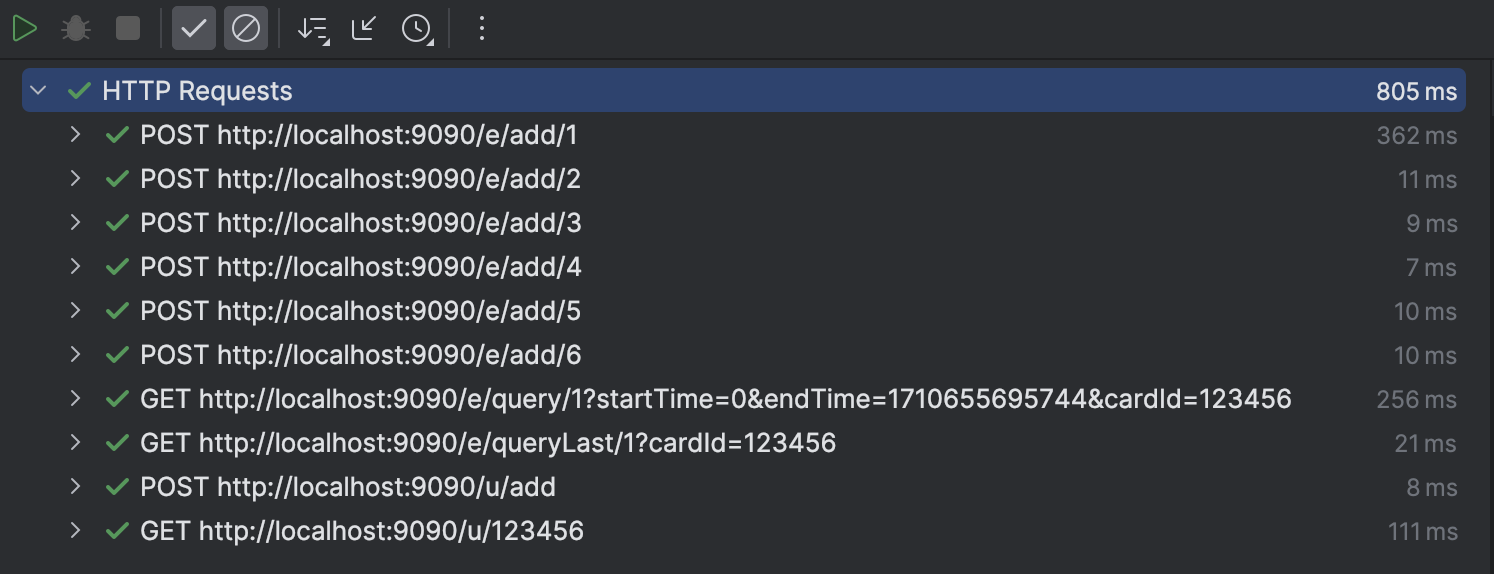 HTTP Requests 805 ms
POST http://localhost:9090/e/add/1 362 ms
POST http://localhost:9090/e/add/2 11 ms
POST http://localhost:9090/e/add/3 9 ms
POST http://localhost:9090/e/add/4 7 ms
POST http://localhost:9090/e/add/5 10 ms
POST http://localhost:9090/e/add/6 10 ms
GET http://localhost:9090/e/query/1?startTime=0&endTime=1710655695744&cardId=123456 256 ms
GET http://localhost:9090/e/queryLast/1?cardId=123456 21 ms
POST http://localhost:9090/u/add 8 ms
GET http://localhost:9090/u/123456 111 ms